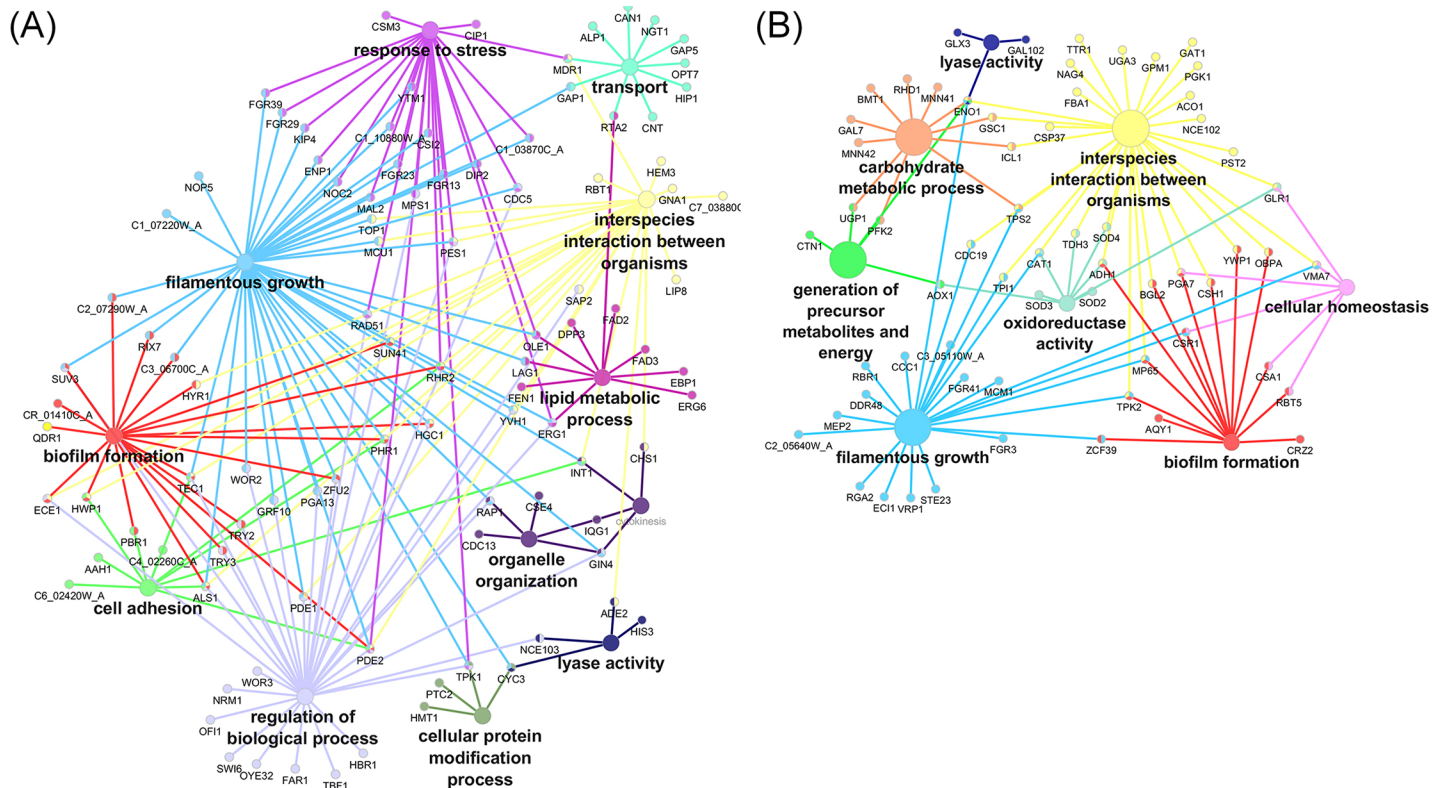 (A)
CSM3
CIP1
response to stress
CAN1
NGT1
ALP1
GAP5
OPT7
HIP1
CNT
MDR1
GAP1
transport
RTA2
FGR39
FGR29
KIP4
YTM1
C1_10880W_A
CSI2
C1_03870C_A
ENP1
NOC2
FGR23
FGR13
DIP2
MAL2
MPS1
CDC5
NOP5
C1_07220W_A
TOP1
MCU1
PES1
HEM3
RBT1
GNA1
C7_03880C
interspecies
interaction between
organisms
LIP8
filamentous growth
C2_07290W_A
SAP2
RAD51
DPP3
FAD2
RIX7
SUN41
OLE1
FAD3
C3_06700C_A
SUV3
HYR1
RHR2
LAG1
EBP1
FEN1
ERG6
lipid metabolic
process
CR_01410C_A
QDR1
HGC1
YVH1
ERG1
PHR1
biofilm formation
CHS1
INT1
TEC1
WOR2
ZFU2
PGA13
GRF10
ECE1
HWP1
RAP1
CSE4
cytokinesis
IQG1
CDC13
GIN4
organelle
organization
PBR1
TRY2
TRY3
C4_02260C_A
AAH1
C6_02420W_A
ALS1
cell adhesion
PDE1
PDE2
ADE2
HIS3
NCE103
lyase activity
TPK1
CYC3
WOR3
NRM1
OFI1
regulation of
biological process
SWI6
OYE32
FAR1
TBF1
HBR1
PTC2
HMT1
cellular protein
modification
process
(B)
GLX3
GAL102
lyase activity
TTR1
UGA3
GAT1
GPM1
NAG4
PGK1
FBA1
ACO1
NCE102
CSP37
PST2
BMT1
RHD1
MNN41
ENO1
GSC1
GAL7
MNN42
ICL1
carbohydrate
metabolic process
interspecies
interaction between
organisms
GLR1
UGP1
PFK2
TPS2
CTN1
CDC19
CAT1
TDH3
SOD4
ADH1
YWP1
OBPA
VMA7
PGA7
BGL2
CSH1
TPI1
AOX1
SOD3
SOD2
oxidoreductase
activity
cellular homeostasis
generation of
precursor
metabolites and
energy
C3_05110W_A
CSR1
RBR1
CCC1
FGR41
MCM1
MP65
CSA1
RBT5
DDR48
TPK2
MEP2
AQY1
C2_05640W_A
FGR3
ZCF39
CRZ2
filamentous growth
biofilm formation
RGA2
ECI1
VRP1
STE23